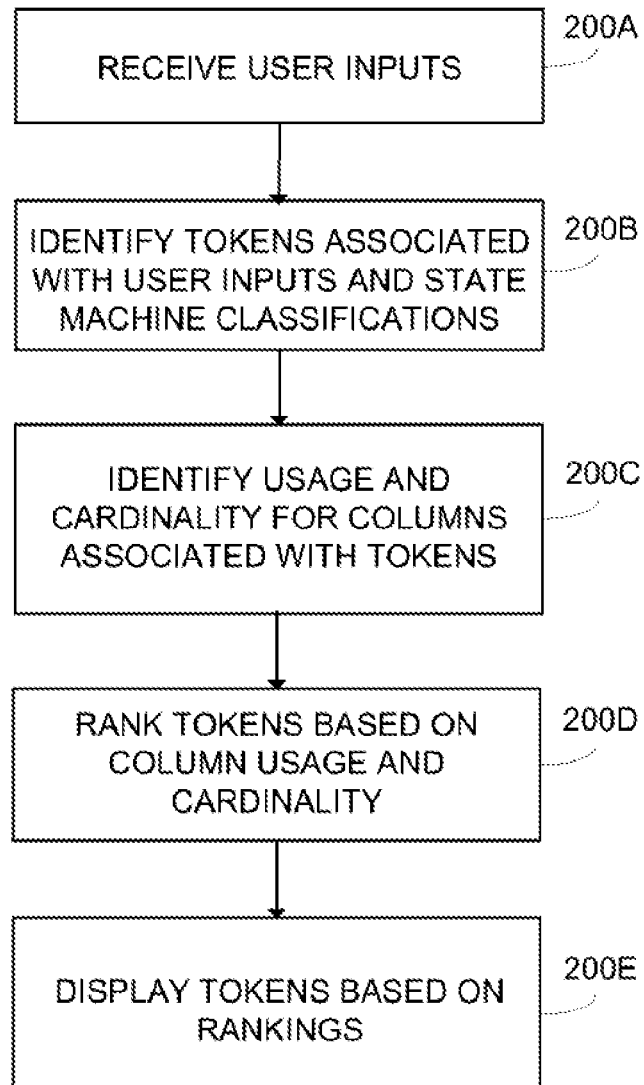 200A
RECEIVE USER INPUTS
200B
IDENTIFY TOKENS ASSOCIATED
WITH USER INPUTS AND STATE
MACHINE CLASSIFICATIONS
200C
IDENTIFY USAGE AND
CARDINALITY FOR COLUMNS
ASSOCIATED WITH TOKENS
200D
RANK TOKENS BASED ON
COLUMN USAGE AND
CARDINALITY
200E
DISPLAY TOKENS BASED ON
RANKINGS